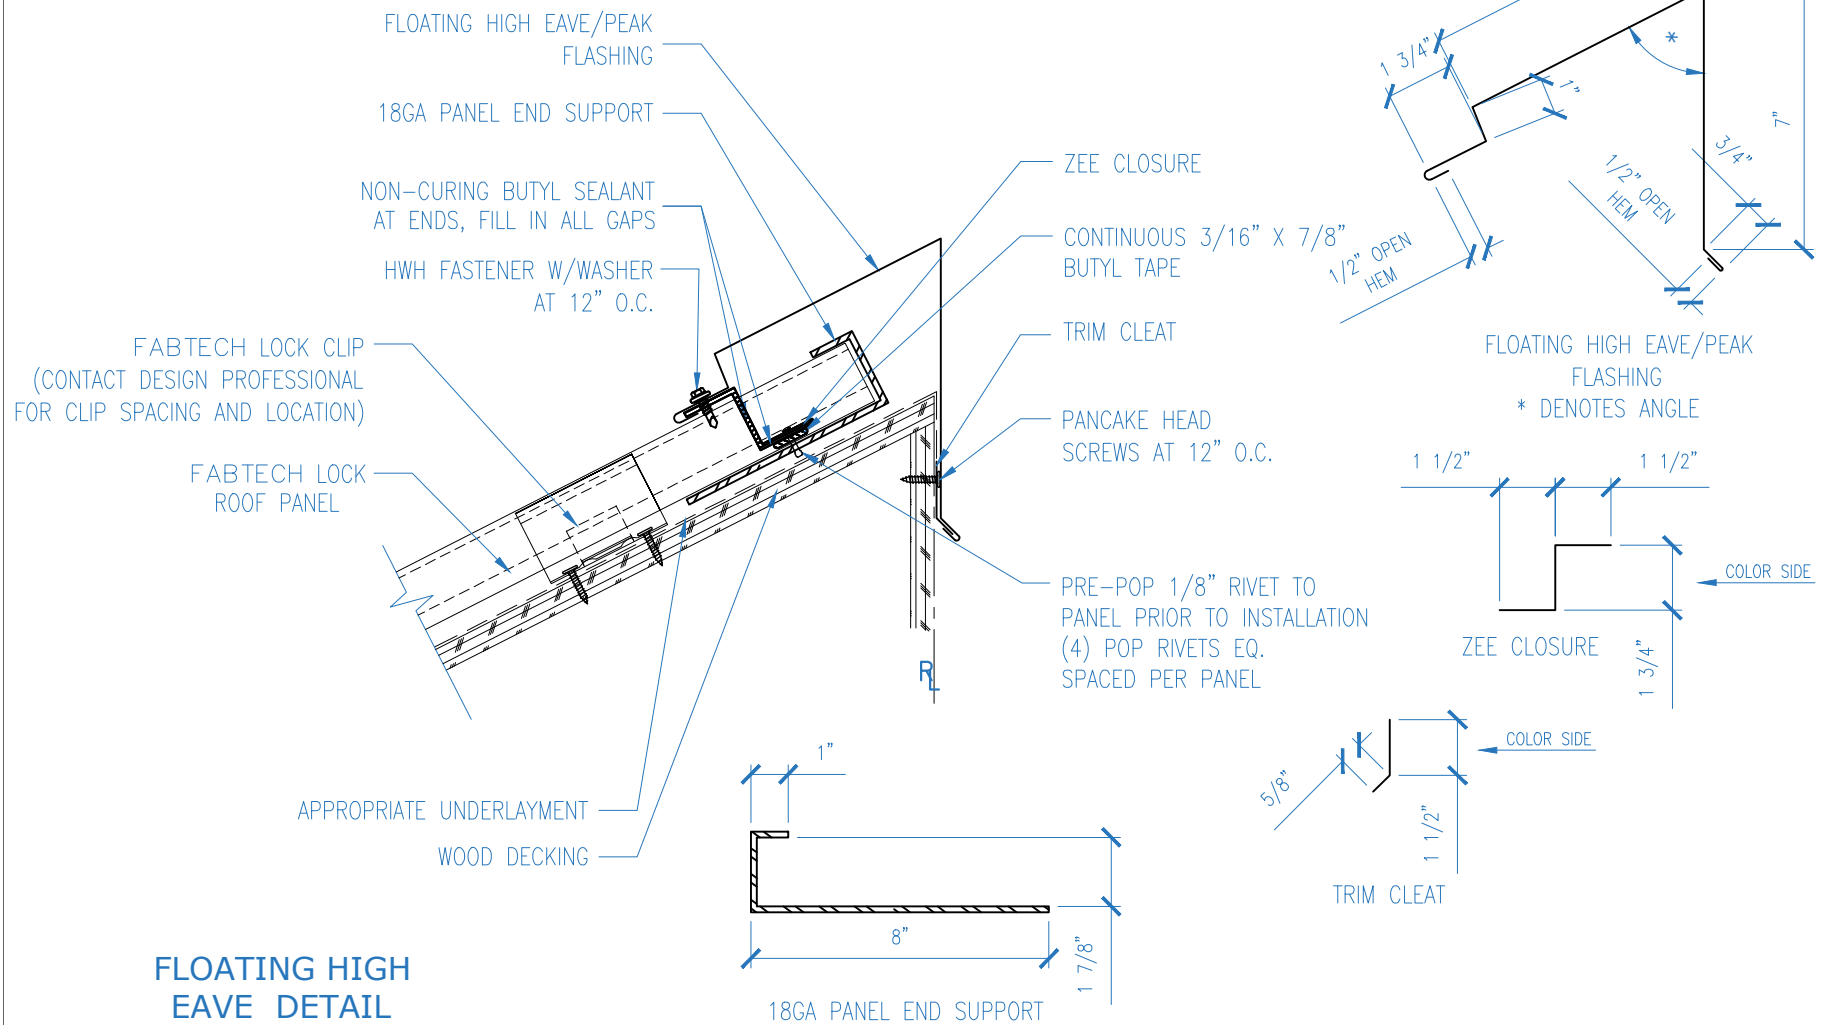 FLOATING HIGH EAVE/PEAK
FLASHING
18GA PANEL END SUPPORT
NON-CURING BUTYL SEALANT
AT ENDS, FILL IN ALL GAPS
HWH FASTENER W/WASHER
AT 12" O.C.
FABTECH LOCK CLIP
(CONTACT DESIGN PROFESSIONAL
FOR CLIP SPACING AND LOCATION)
FABTECH LOCK
ROOF PANEL
APPROPRIATE UNDERLAYMENT
WOOD DECKING
ZEE CLOSURE
CONTINUOUS 3/16" X 7/8"
BUTYL TAPE
TRIM CLEAT
PANCAKE HEAD
SCREWS AT 12" O.C.
PRE-POP 1/8" RIVET TO
PANEL PRIOR TO INSTALLATION
(4) POP RIVETS EQ.
SPACED PER PANEL
RL
1 3/4"
*
1"
7"
3/4"
1/2" OPEN
HEM
1/2" OPEN
HEM
FLOATING HIGH EAVE/PEAK
FLASHING
* DENOTES ANGLE
1 1/2"
1 1/2"
COLOR SIDE
1 3/4"
ZEE CLOSURE
COLOR SIDE
5/8"
1 1/2"
TRIM CLEAT
1"
8"
1 7/8"
18GA PANEL END SUPPORT
FLOATING HIGH
EAVE DETAIL